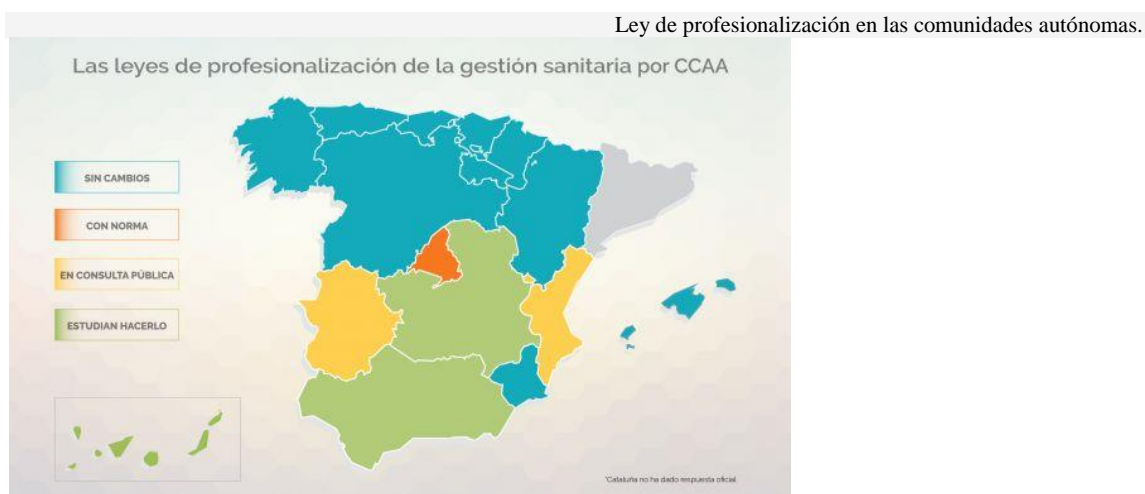 Ley de profesionalización en las comunidades autónomas.
Las leyes de profesionalización de la gestión sanitaria por CCAA
SIN CAMBIOS
CON NORMA
EN CONSULTA PÚBLICA
ESTUDIAN HACERLO
*Cataluña no ha dado respuesta oficial.